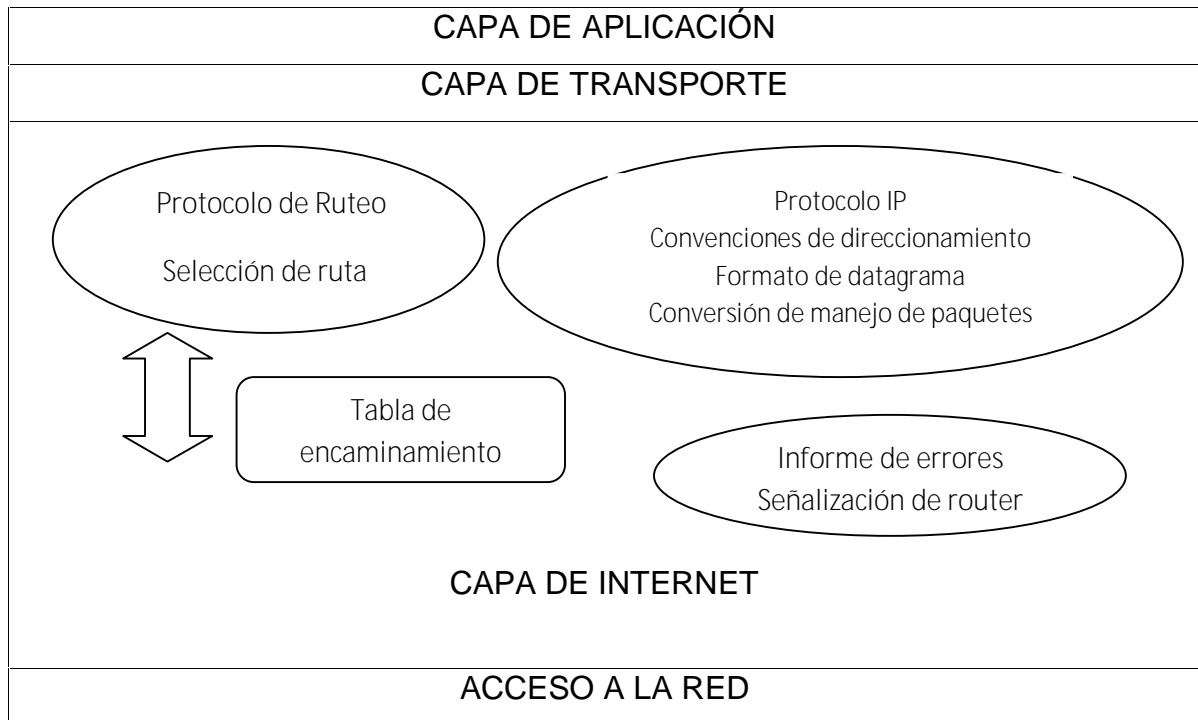 CAPA DE APLICACIÓN
CAPA DE TRANSPORTE
Protocolo de Ruteo
Selección de ruta
Protocolo IP
Convenciones de direccionamiento
Formato de datagrama
Conversión de manejo de paquetes
Tabla de
encaminamiento
Informe de errores
Señalización de router
CAPA DE INTERNET
ACCESO A LA RED